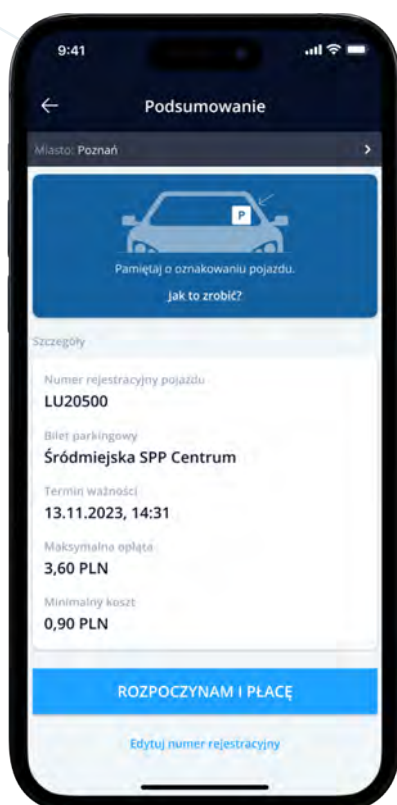 9:41
Podsumowanie
Miasto: Poznań
P
Pamiętaj o oznakowaniu pojazdu.
Jak to zrobić?
Szczegóły
Numer rejestracyjny pojazdu
LU20500
Bilet parkingowy
Śródmiejska SPP Centrum
Termin ważności
13.11.2023, 14:31
Maksymalna opłata
3,60 PLN
Minimalny koszt
0,90 PLN
ROZPOCZYNAM I PŁACĘ
Edytuj numer rejestracyjny